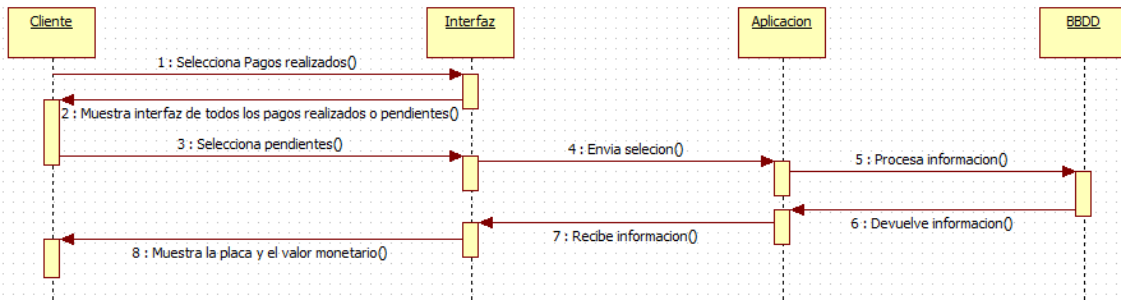 Cliente
Interfaz
Aplicacion
BBDD
1 : Selecciona Pagos realizados()
2 : Muestra interfaz de todos los pagos realizados o pendientes()
3 : Selecciona pendientes()
4 : Envia selecion()
5 : Procesa informacion()
6 : Devuelve informacion()
7 : Recibe informacion()
8 : Muestra la placa y el valor monetario()